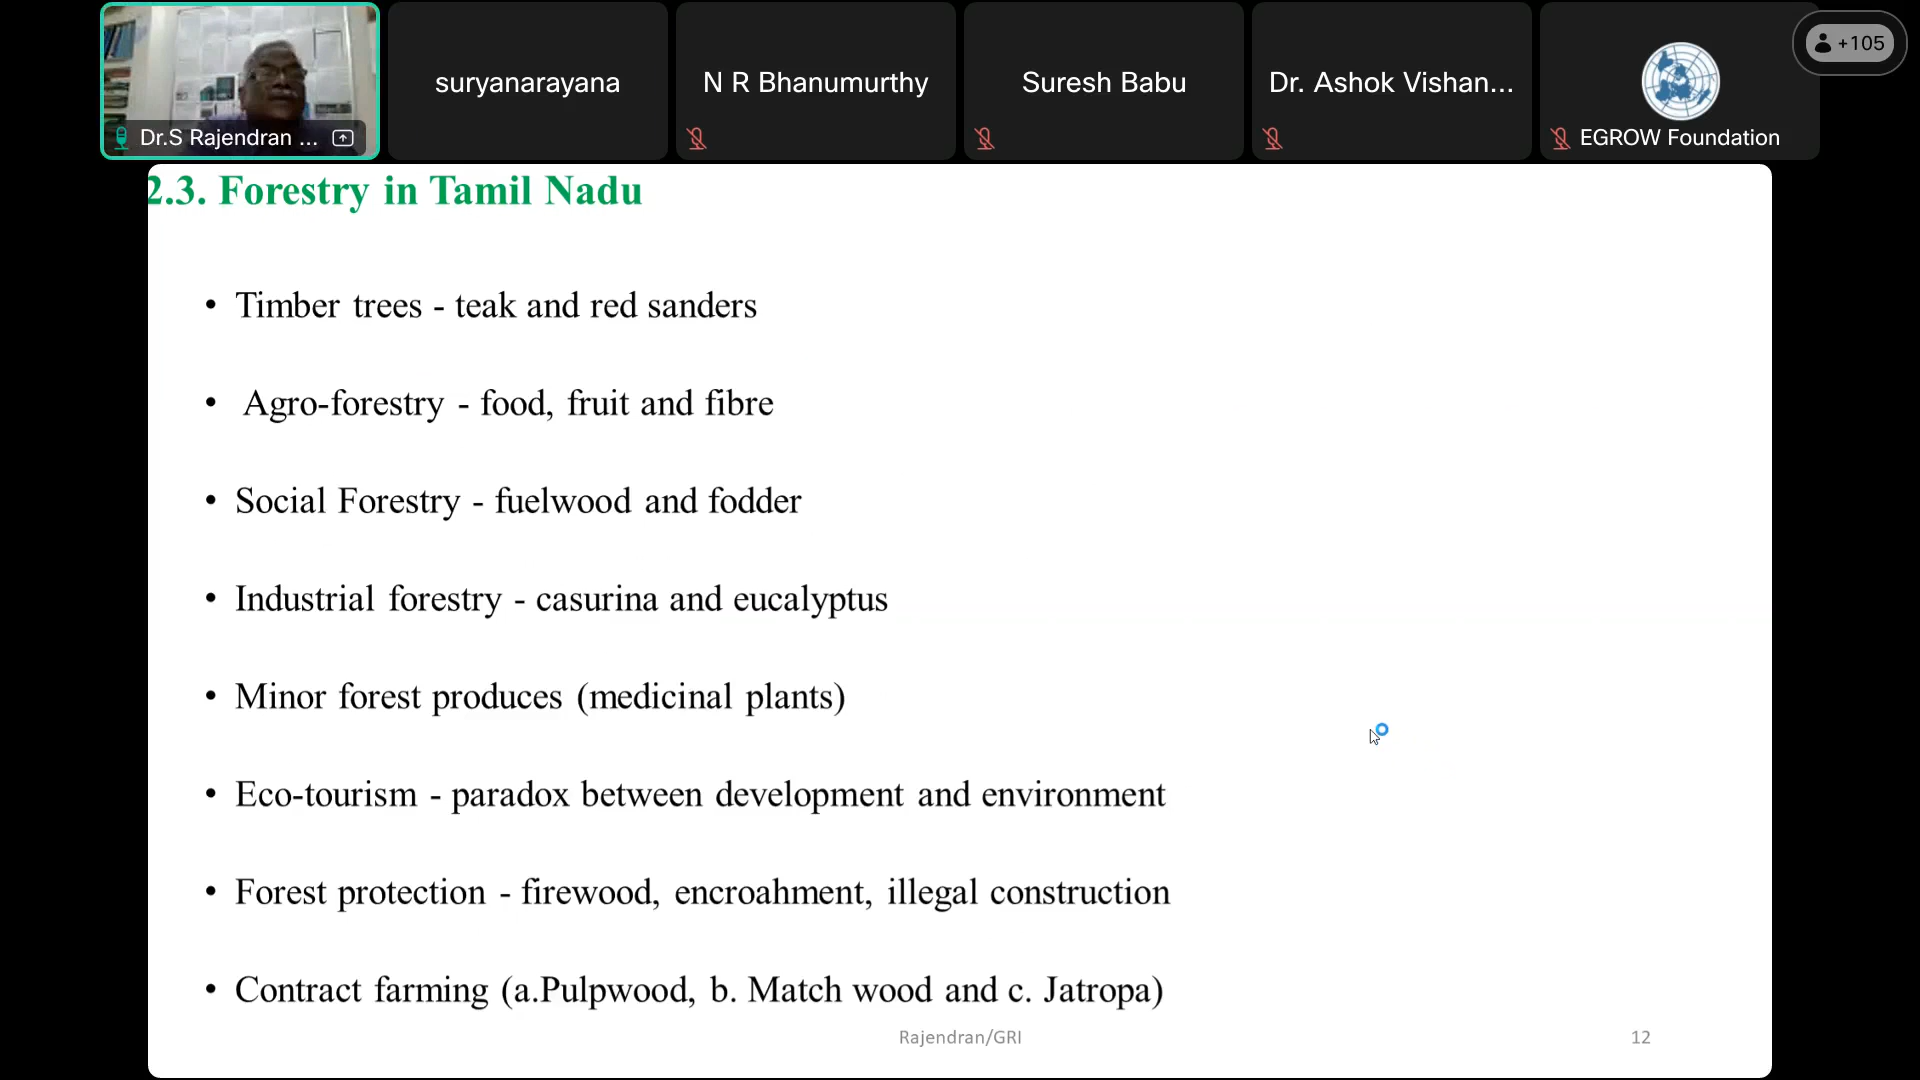 Dr.S Rajendran ...
suryanarayana
N R Bhanumurthy
Suresh Babu
Dr. Ashok Vishan...
EGROW Foundation
+105
2.3. Forestry in Tamil Nadu
• Timber trees - teak and red sanders
• Agro-forestry - food, fruit and fibre
• Social Forestry - fuelwood and fodder
• Industrial forestry - casurina and eucalyptus
• Minor forest produces (medicinal plants)
• Eco-tourism - paradox between development and environment
• Forest protection - firewood, encroahment, illegal construction
• Contract farming (a.Pulpwood, b. Match wood and c. Jatropa)
Rajendran/GRI
12